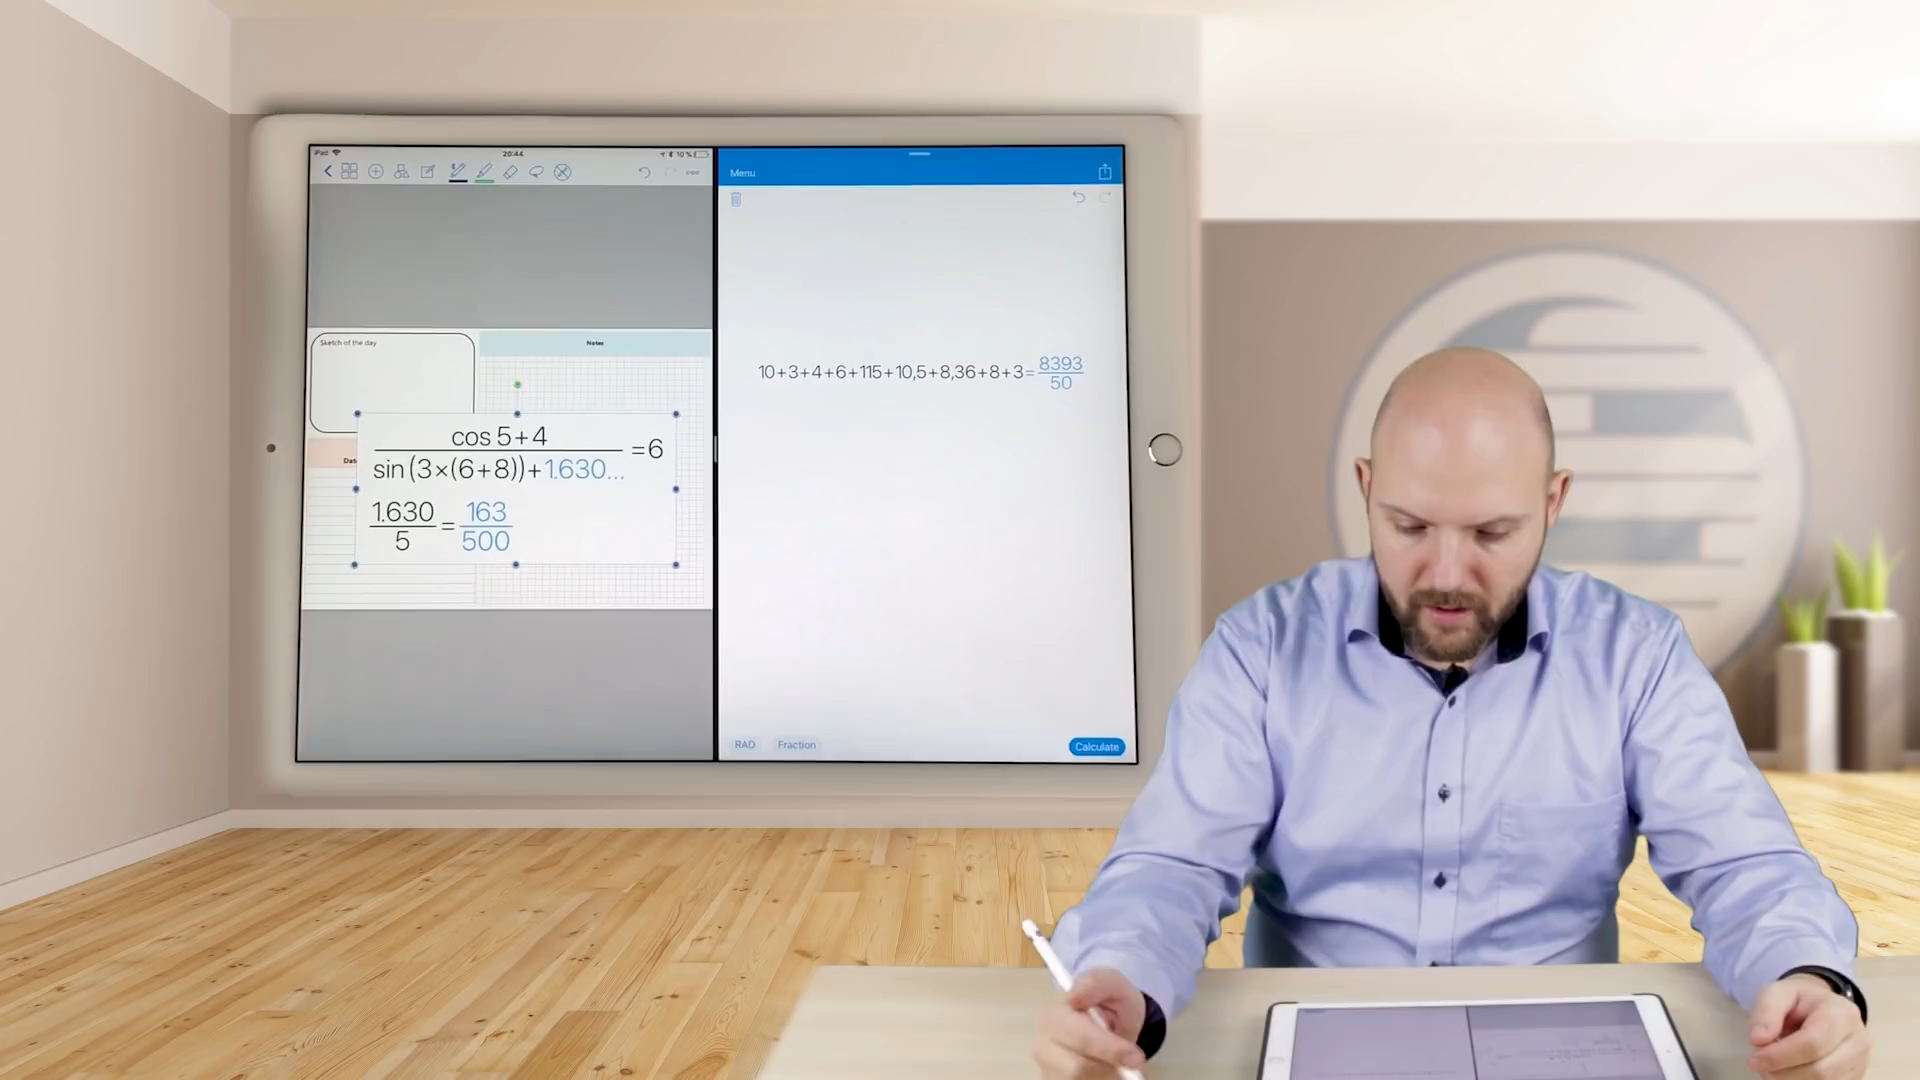 iPad 20:44 10 %
Menu
Sketch of the day
Notes
10+3+4+6+115+10,5+8,36+8+3=8393/50
cos 5+4
=6
sin (3×(6+8))+1.630...
Dat
1.630/5 = 163/500
RAD Fraction Calculate